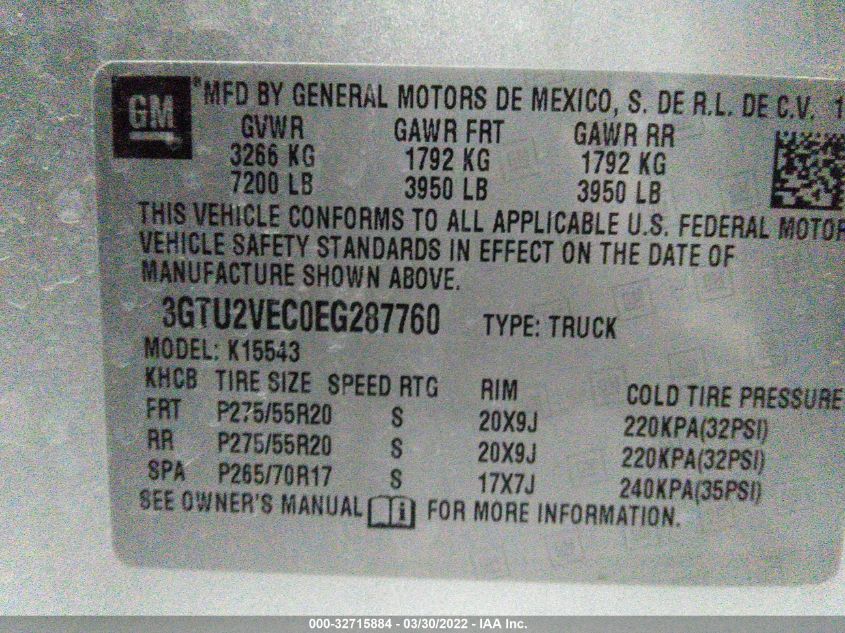 GM
®MFD BY GENERAL MOTORS DE MEXICO, S. DE R.L. DE C.V. 1
GVWR GAWR FRT GAWR RR
3266 KG 1792 KG 1792 KG
7200 LB 3950 LB 3950 LB
THIS VEHICLE CONFORMS TO ALL APPLICABLE U.S. FEDERAL MOTOR
VEHICLE SAFETY STANDARDS IN EFFECT ON THE DATE OF
MANUFACTURE SHOWN ABOVE.
3GTU2VEC0EG287760 TYPE: TRUCK
MODEL: K15543
KHCB TIRE SIZE SPEED RTG RIM COLD TIRE PRESSURE
FRT P275/55R20 S 20X9J 220KPA(32PSI)
RR P275/55R20 S 20X9J 220KPA(32PSI)
SPA P265/70R17 S 17X7J 240KPA(35PSI)
SEE OWNER'S MANUAL i FOR MORE INFORMATION.
000-32715884 - 03/30/2022 - IAA Inc.